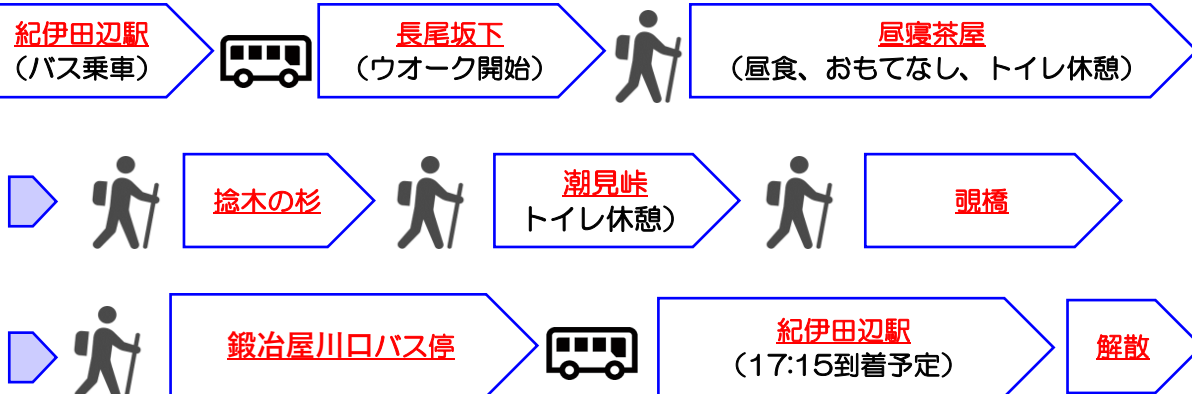 紀伊田辺駅
（バス乗車）
長尾坂下
（ウオーク開始）
昼寝茶屋
（昼食、おもてなし、トイレ休憩）
捻木の杉
潮見峠
トイレ休憩）
覗橋
鍛冶屋川口バス停
紀伊田辺駅
（17:15到着予定）
解散